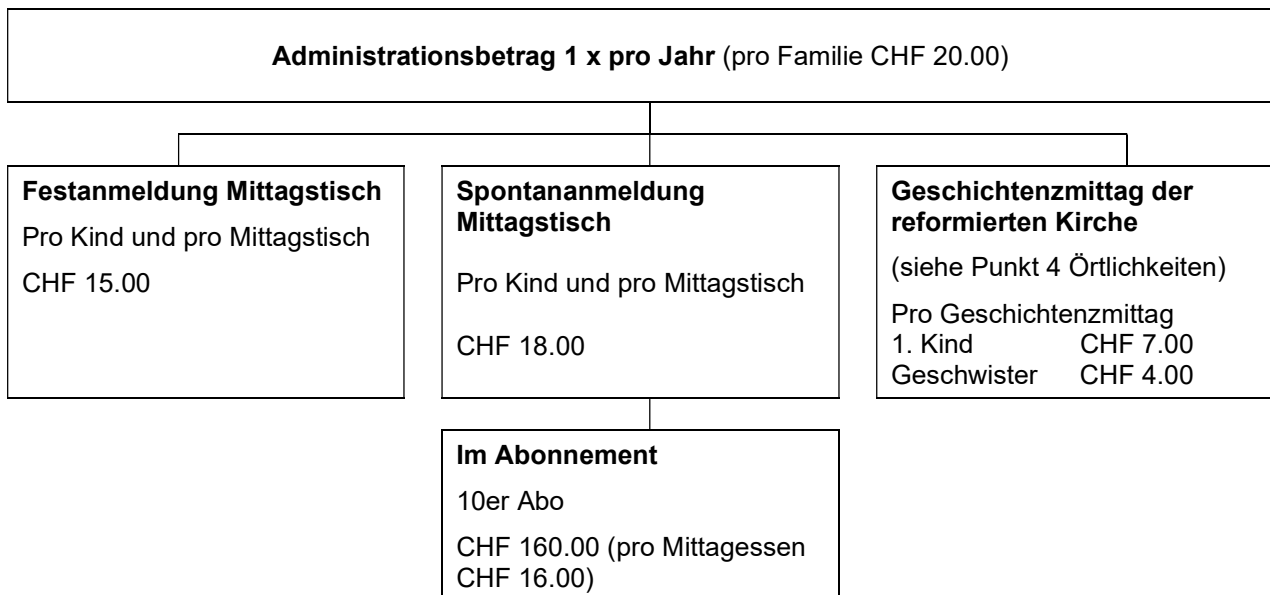 Administrationsbetrag 1 x pro Jahr (pro Familie CHF 20.00)
Festanmeldung Mittagstisch
Pro Kind und pro Mittagstisch
CHF 15.00
Spontananmeldung
Mittagstisch
Pro Kind und pro Mittagstisch
CHF 18.00
Geschichtenzmittag der
reformierten Kirche
(siehe Punkt 4 Örtlichkeiten)
Pro Geschichtenzmittag
1. Kind CHF 7.00
Geschwister CHF 4.00
Im Abonnement
10er Abo
CHF 160.00 (pro Mittagessen
CHF 16.00)